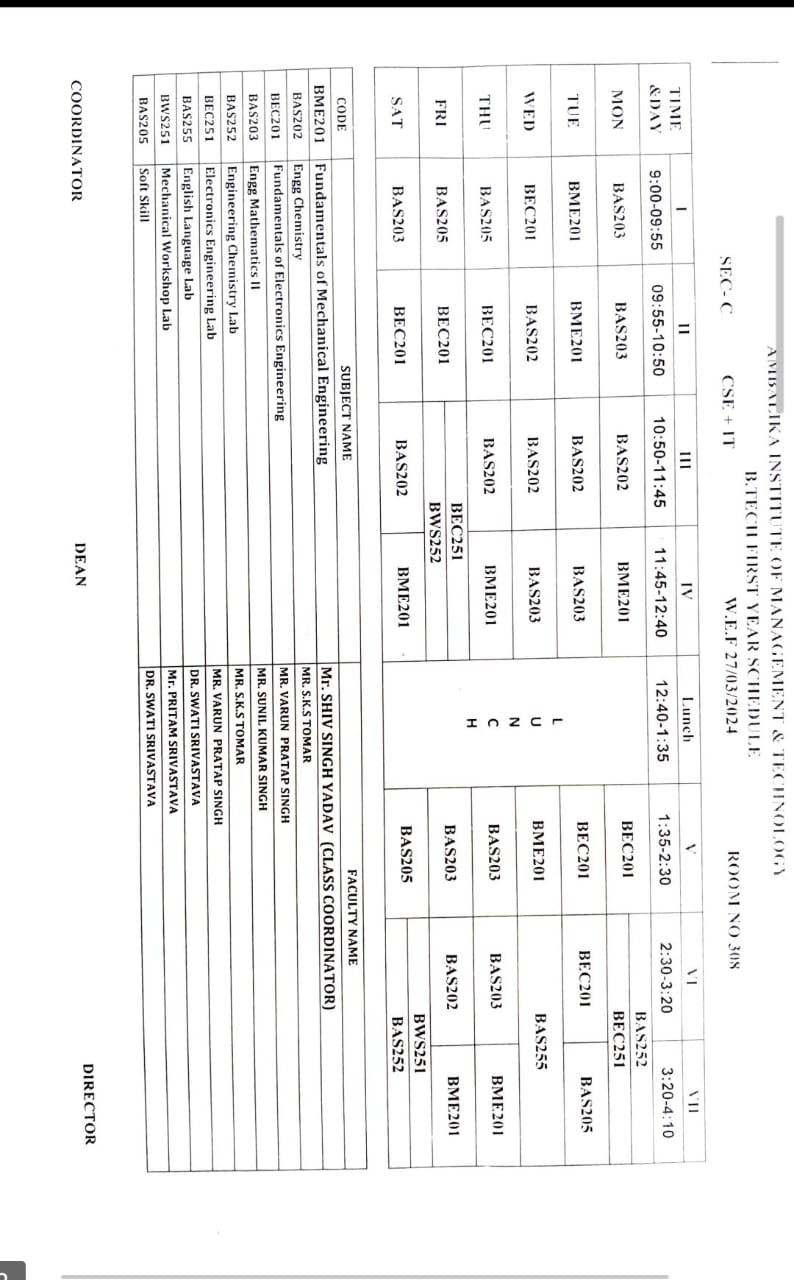 AMBALIKA INSTITUTE OF MANAGEMENT & TECHNOLOGY
B.TECH FIRST YEAR SCHEDULE
SEC- C CSE + IT W.E.F 27/03/2024 ROOM NO 308
TIME &DAY I II III IV Lunch V VI VII
9:00-09:55 09:55-10:50 10:50-11:45 11:45-12:40 12:40-1:35 1:35-2:30 2:30-3:20 3:20-4:10
MON BAS203 BAS203 BAS202 BME201 BEC201 BAS252
BEC251
TUE BME201 BME201 BAS202 BAS203 BEC201 BEC201 BAS205
WED BEC201 BAS202 BAS202 BAS203 BME201 BAS255
THU BAS205 BEC201 BAS202 BME201 BAS203 BAS203 BME201
FRI BAS205 BEC201 BEC251 BAS203 BAS202 BME201
BWS252
SAT BAS203 BEC201 BAS202 BME201 BAS205 BWS251
BAS252
L
U
N
C
H
CODE SUBJECT NAME FACULTY NAME
BME201 Fundamentals of Mechanical Engineering Mr. SHIV SINGH YADAV (CLASS COORDINATOR)
BAS202 Engg Chemistry MR. S.K.S TOMAR
BEC201 Fundamentals of Electronics Engineering MR. VARUN PRATAP SINGH
BAS203 Engg Mathematics II MR. SUNIL KUMAR SINGH
BAS252 Engineering Chemistry Lab MR. S.K.S TOMAR
BEC251 Electronics Engineering Lab MR. VARUN PRATAP SINGH
BAS255 English Language Lab DR. SWATI SRIVASTAVA
BWS251 Mechanical Workshop Lab Mr. PRITAM SRIVASTAVA
BAS205 Soft Skill DR. SWATI SRIVASTAVA
COORDINATOR DEAN DIRECTOR